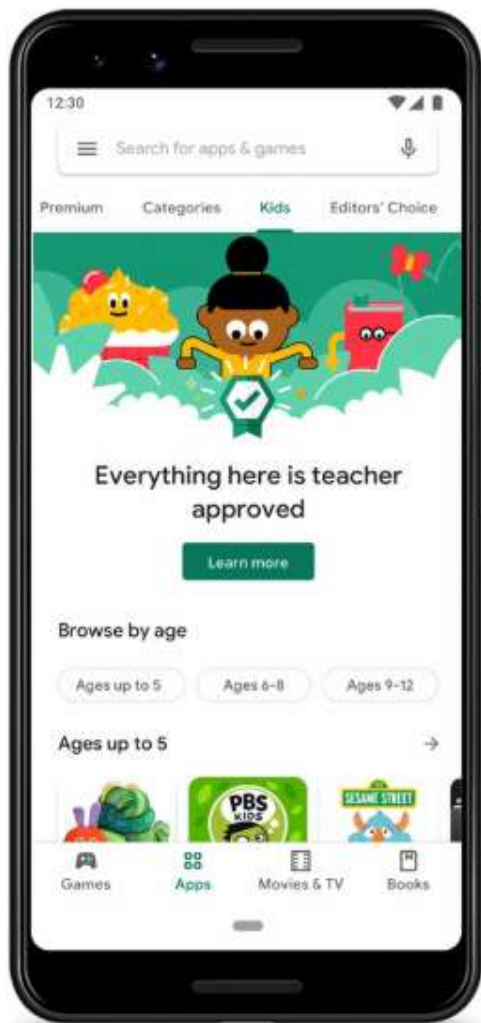 12:30
Search for apps & games
Premium Categories Kids Editors' Choice
Everything here is teacher
approved
Learn more
Browse by age
Ages up to 5 Ages 6-8 Ages 9-12
Ages up to 5
PBS
KIDS
SESAME STREET
Games Apps Movies & TV Books